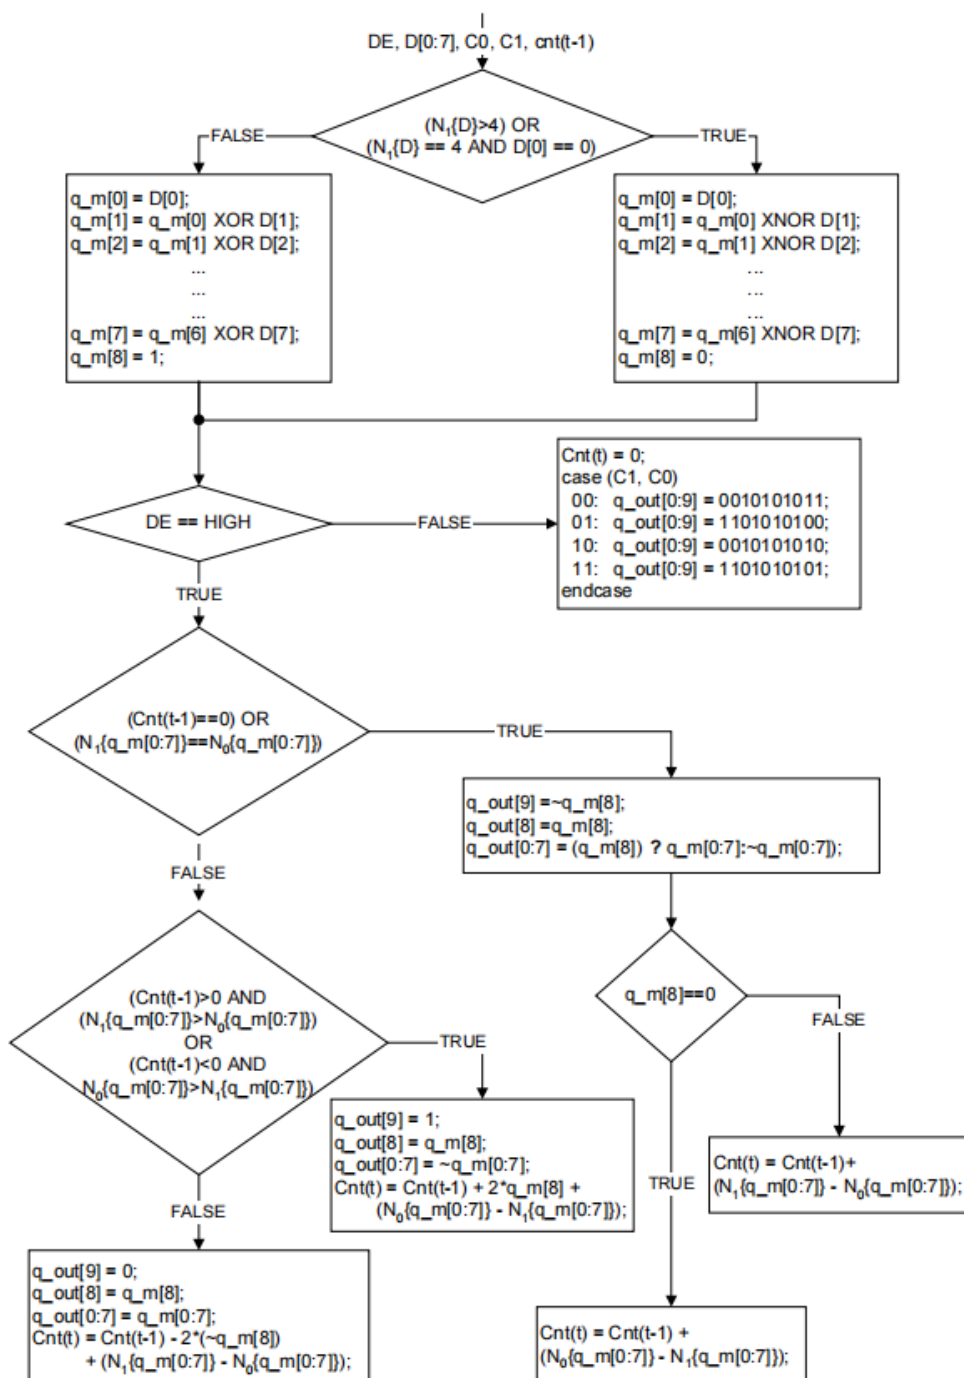 DE, D[0:7], C0, C1, cnt(t-1)
(N₁{D}>4) OR
(N₁{D} == 4 AND D[0] == 0)
FALSE
TRUE
q_m[0] = D[0];
q_m[1] = q_m[0] XOR D[1];
q_m[2] = q_m[1] XOR D[2];
...
...
...
q_m[7] = q_m[6] XOR D[7];
q_m[8] = 1;
q_m[0] = D[0];
q_m[1] = q_m[0] XNOR D[1];
q_m[2] = q_m[1] XNOR D[2];
...
...
...
q_m[7] = q_m[6] XNOR D[7];
q_m[8] = 0;
DE == HIGH
FALSE
Cnt(t) = 0;
case (C1, C0)
00: q_out[0:9] = 0010101011;
01: q_out[0:9] = 1101010100;
10: q_out[0:9] = 0010101010;
11: q_out[0:9] = 1101010101;
endcase
TRUE
(Cnt(t-1)==0) OR
(N₁{q_m[0:7]}==N₀{q_m[0:7]})
TRUE
q_out[9] =~q_m[8];
q_out[8] =q_m[8];
q_out[0:7] = (q_m[8]) ? q_m[0:7]:~q_m[0:7]);
FALSE
(Cnt(t-1)>0 AND
(N₁{q_m[0:7]}>N₀{q_m[0:7]})
OR
(Cnt(t-1)<0 AND
N₀{q_m[0:7]}>N₁{q_m[0:7]})
TRUE
q_out[9] = 1;
q_out[8] = q_m[8];
q_out[0:7] = ~q_m[0:7];
Cnt(t) = Cnt(t-1) + 2*q_m[8] +
(N₀{q_m[0:7]} - N₁{q_m[0:7]});
q_m[8]==0
FALSE
Cnt(t) = Cnt(t-1)+
(N₁{q_m[0:7]} - N₀{q_m[0:7]});
TRUE
Cnt(t) = Cnt(t-1) +
(N₀{q_m[0:7]} - N₁{q_m[0:7]});
FALSE
q_out[9] = 0;
q_out[8] = q_m[8];
q_out[0:7] = q_m[0:7];
Cnt(t) = Cnt(t-1) - 2*(~q_m[8])
+ (N₁{q_m[0:7]} - N₀{q_m[0:7]});